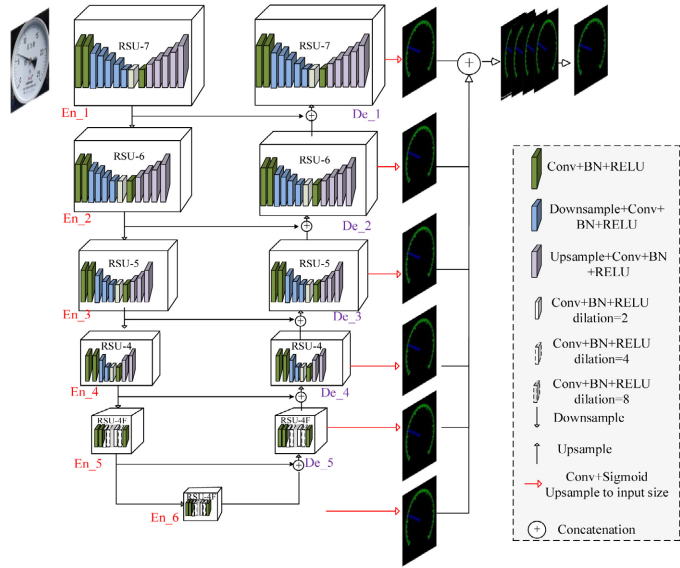 RSU-7
RSU-7
En_1
De_1
RSU-6
RSU-6
En_2
De_2
RSU-5
RSU-5
En_3
De_3
RSU-4
RSU-4
En_4
De_4
RSU-4F
RSU-4F
En_5
De_5
RSU-4F
En_6
Conv+BN+RELU
Downsample+Conv+
BN+RELU
Upsample+Conv+BN
+RELU
Conv+BN+RELU
dilation=2
Conv+BN+RELU
dilation=4
Conv+BN+RELU
dilation=8
Downsample
Upsample
Conv+Sigmoid
Upsample to input size
Concatenation